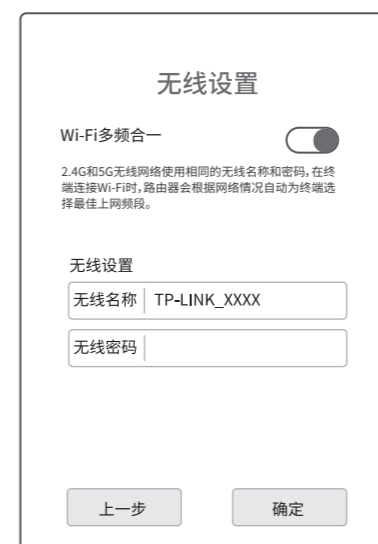 无线设置
Wi-Fi多频合一
2.4G和5G无线网络使用相同的无线名称和密码,在终
端连接Wi-Fi时,路由器会根据网络情况自动为终端选
择最佳上网频段。
无线设置
无线名称 TP-LINK_XXXX
无线密码
上一步 确定